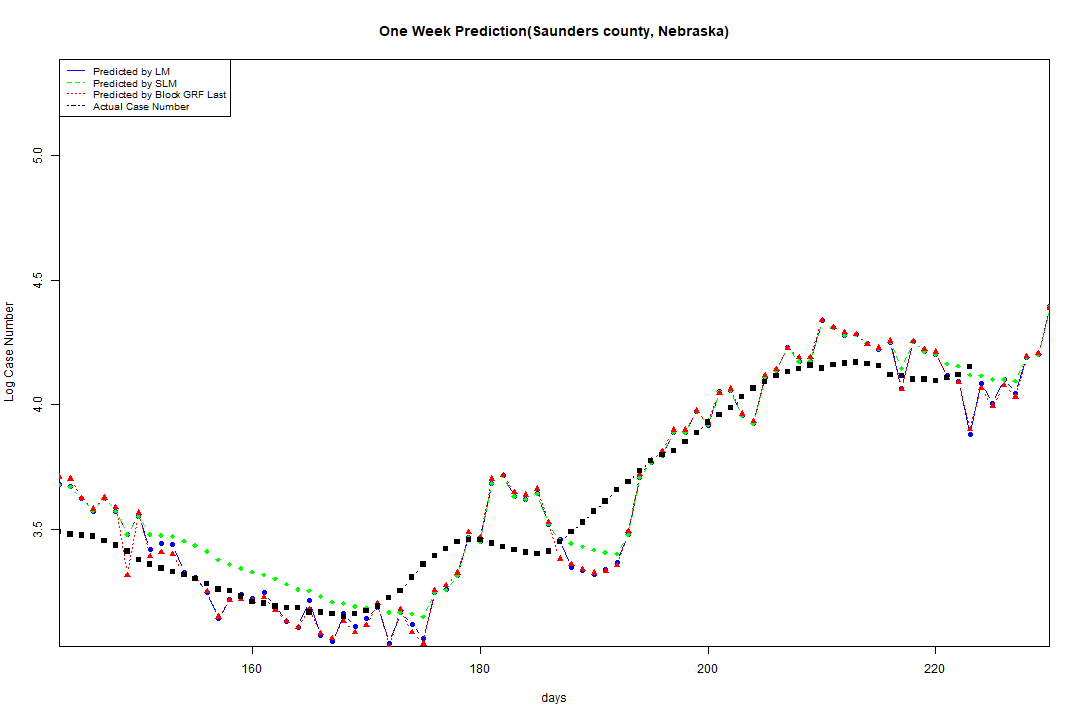 One Week Prediction(Saunders county, Nebraska)
Predicted by LM
Predicted by SLM
Predicted by Block GRF Last
Actual Case Number
5.0
4.5
4.0
3.5
Log Case Number
160 180 200 220
days